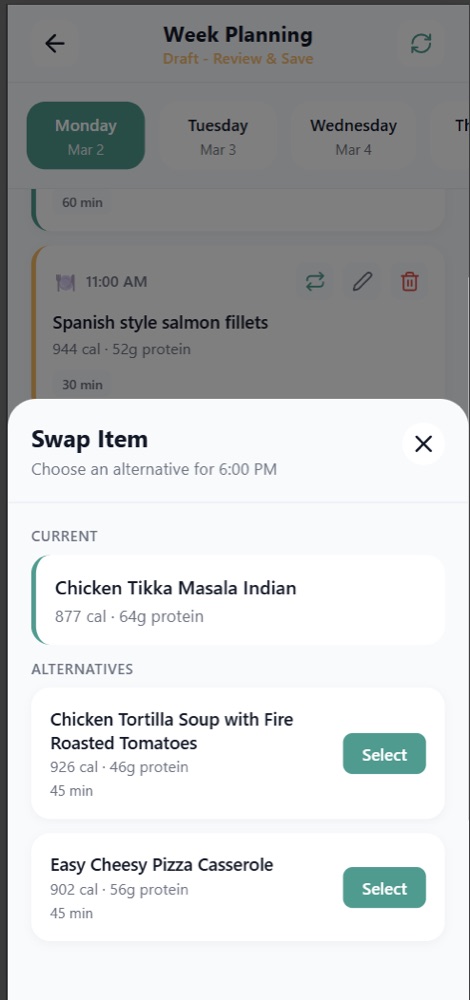 Week Planning
Draft - Review & Save
Monday
Mar 2
Tuesday
Mar 3
Wednesday
Mar 4
Th
60 min
11:00 AM
Spanish style salmon fillets
944 cal · 52g protein
30 min
Swap Item
Choose an alternative for 6:00 PM
CURRENT
Chicken Tikka Masala Indian
877 cal · 64g protein
ALTERNATIVES
Chicken Tortilla Soup with Fire
Roasted Tomatoes
926 cal · 46g protein
45 min
Select
Easy Cheesy Pizza Casserole
902 cal · 56g protein
45 min
Select